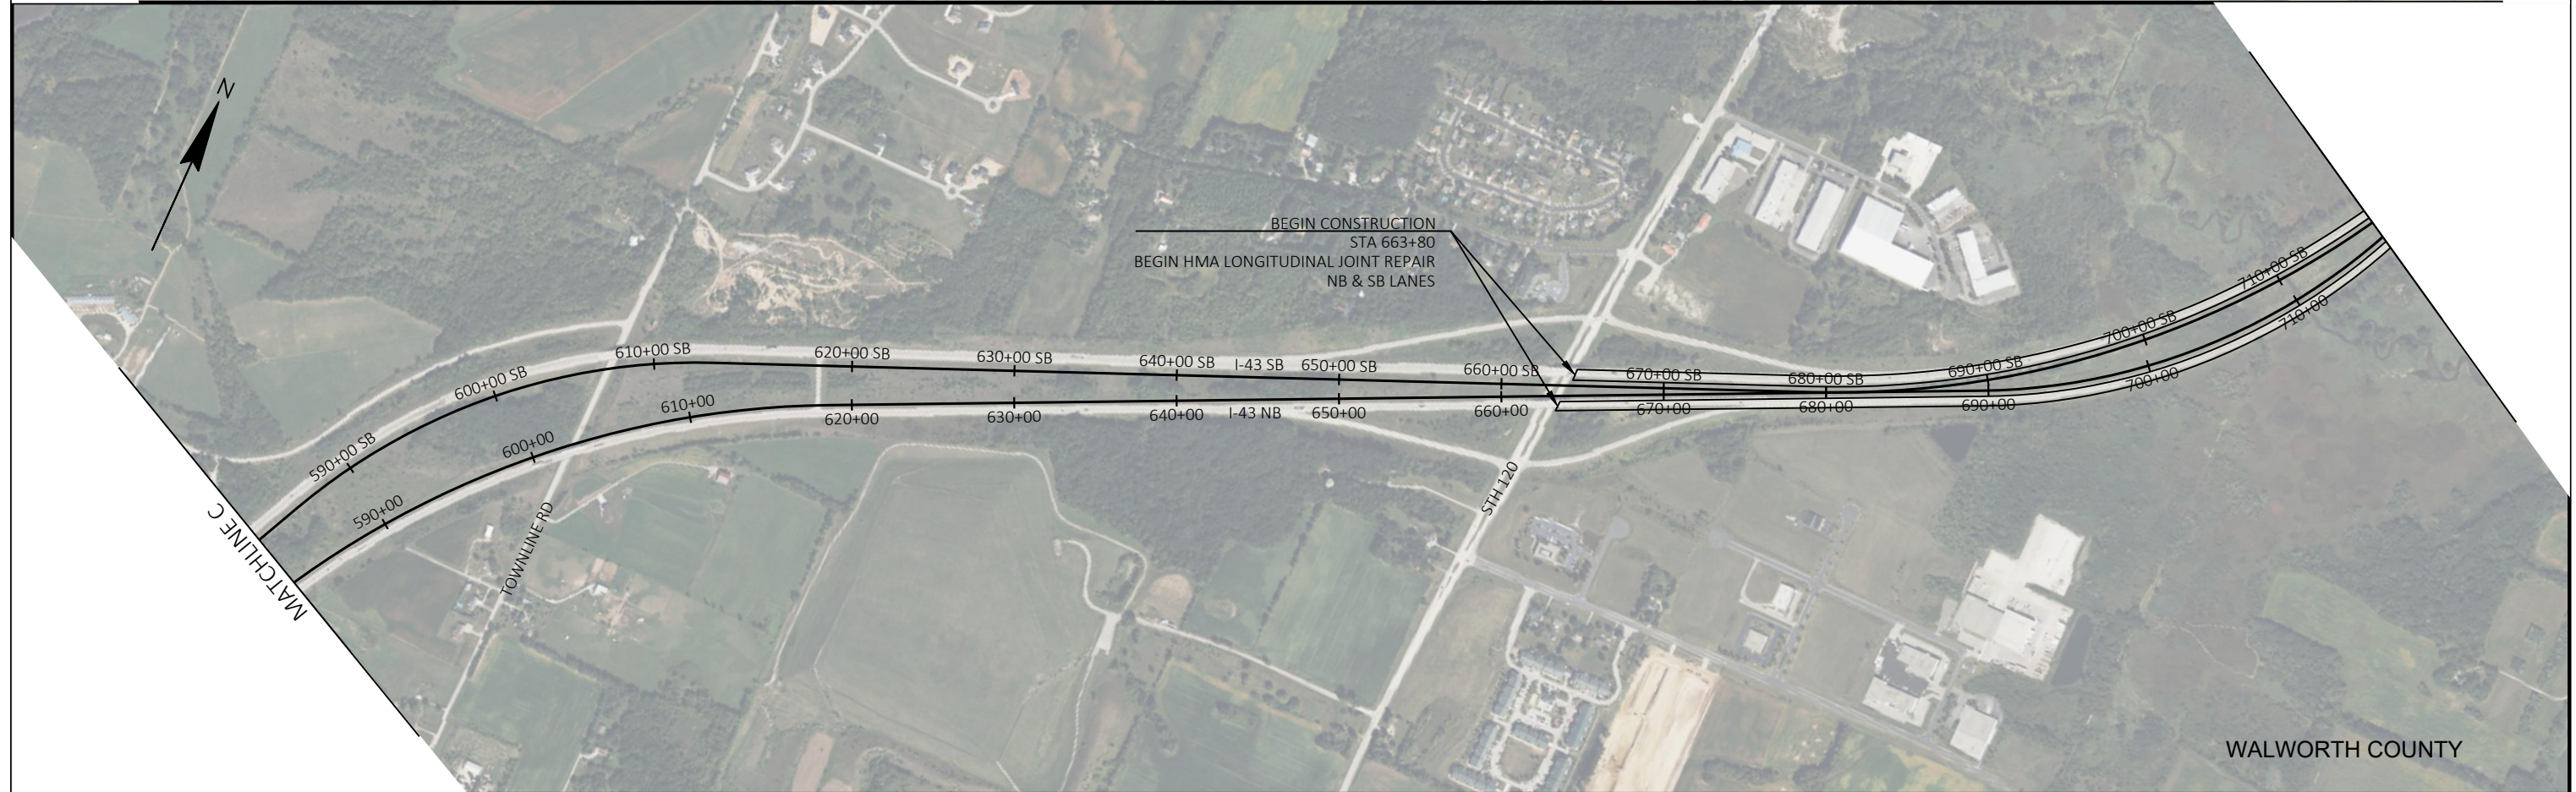 N
BEGIN CONSTRUCTION
STA 663+80
BEGIN HMA LONGITUDINAL JOINT REPAIR
NB & SB LANES
590+00 SB
600+00 SB
610+00 SB
620+00 SB
630+00 SB
640+00 SB
I-43 SB
650+00 SB
660+00 SB
670+00 SB
680+00 SB
690+00 SB
700+00 SB
710+00 SB
590+00
600+00
610+00
620+00
630+00
640+00
I-43 NB
650+00
660+00
670+00
680+00
690+00
700+00
710+00
MATCHLINE C
TOWNLINE RD
STH 120
WALWORTH COUNTY